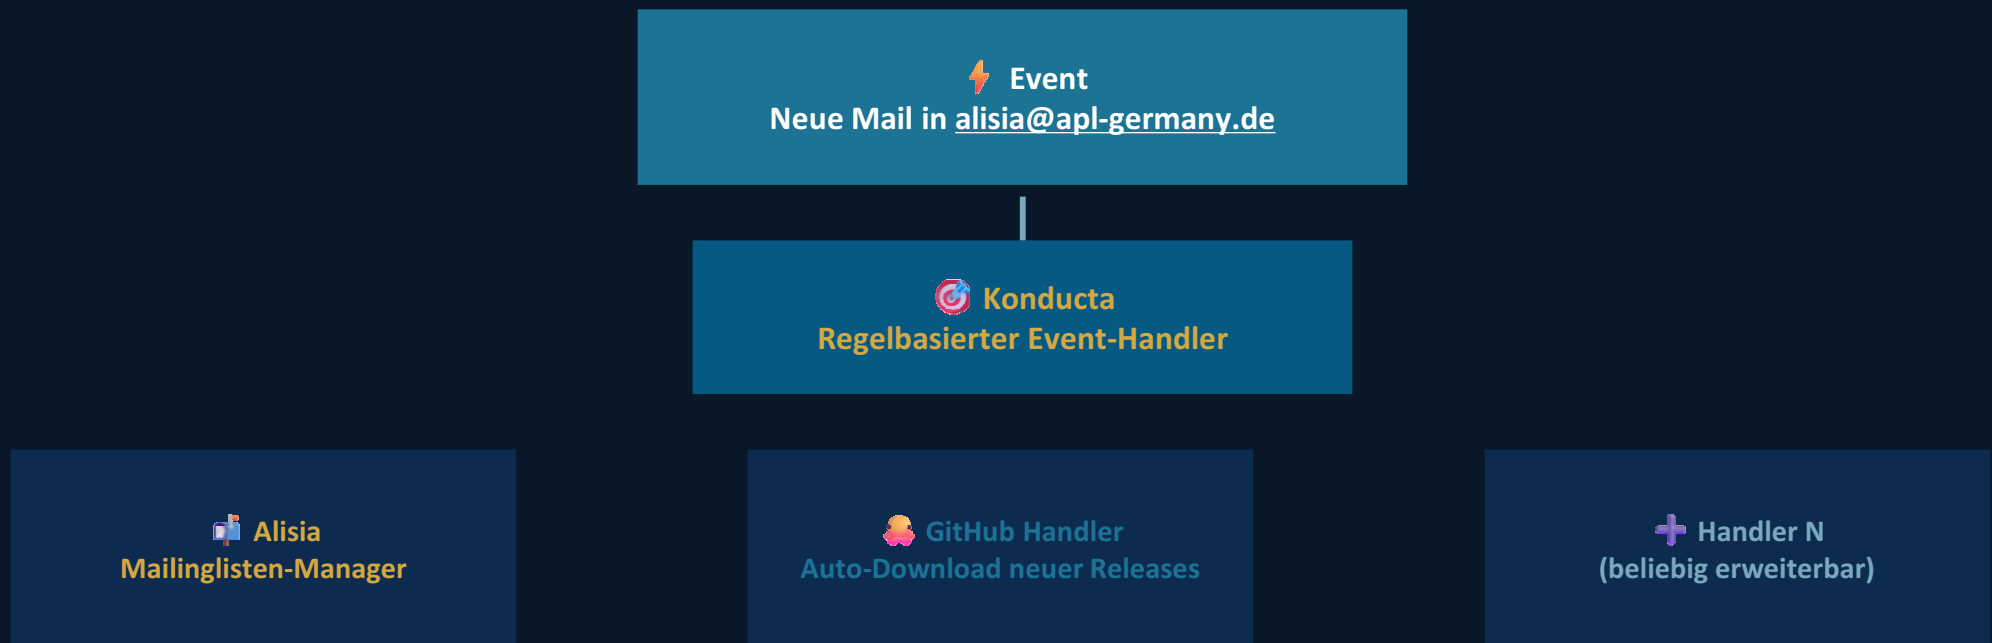 ⚡ Event
Neue Mail in alisia@apl-germany.de
🎯 Konducta
Regelbasierter Event-Handler
📬 Alisia
Mailinglisten-Manager
🐙 GitHub Handler
Auto-Download neuer Releases
➕ Handler N
(beliebig erweiterbar)